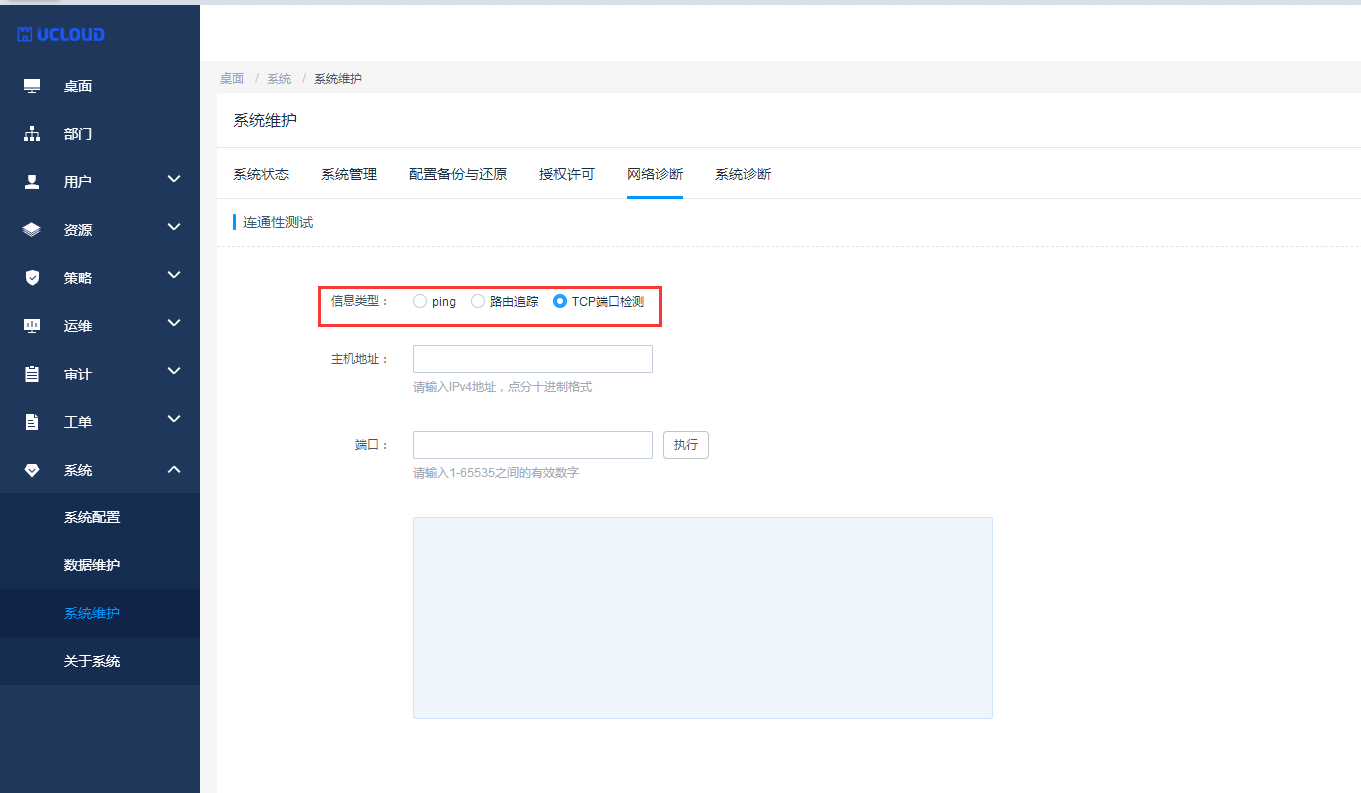 UCLOUD
桌面
部门
用户
资源
策略
运维
审计
工单
系统
系统配置
数据维护
系统维护
关于系统
桌面 / 系统 / 系统维护
系统维护
系统状态 系统管理 配置备份与还原 授权许可 网络诊断 系统诊断
连通性测试
信息类型： ping 路由追踪 TCP端口检测
主机地址：
请输入IPv4地址，点分十进制格式
端口： 执行
请输入1-65535之间的有效数字